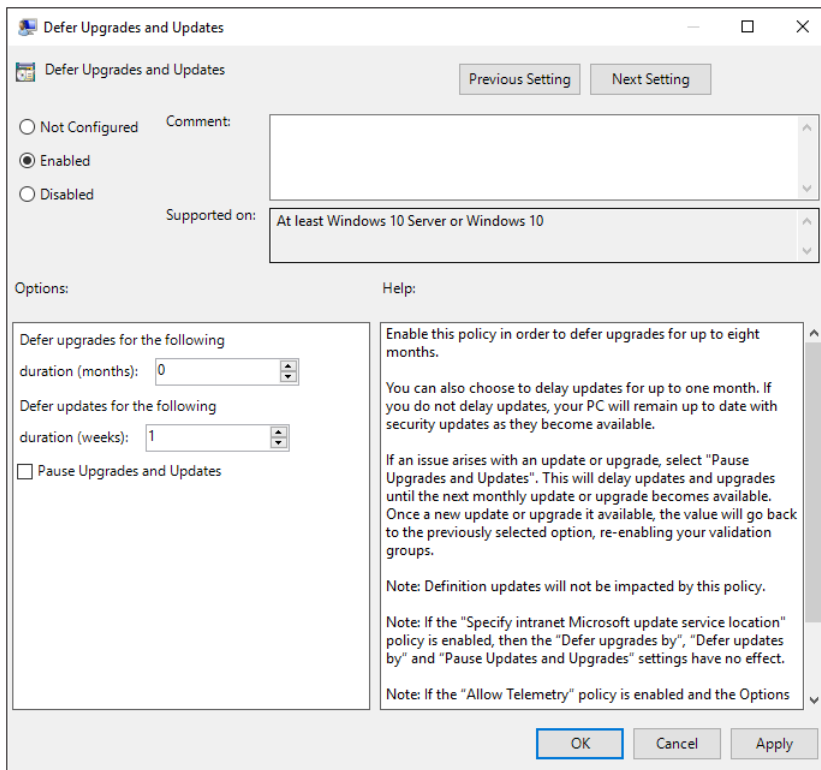 Defer Upgrades and Updates
Defer Upgrades and Updates
Previous Setting
Next Setting
Not Configured
Comment:
Enabled
Disabled
Supported on:
At least Windows 10 Server or Windows 10
Options:
Help:
Defer upgrades for the following
duration (months): 0
Defer updates for the following
duration (weeks): 1
Pause Upgrades and Updates
Enable this policy in order to defer upgrades for up to eight
months.
You can also choose to delay updates for up to one month. If
you do not delay updates, your PC will remain up to date with
security updates as they become available.
If an issue arises with an update or upgrade, select "Pause
Upgrades and Updates". This will delay updates and upgrades
until the next monthly update or upgrade becomes available.
Once a new update or upgrade it available, the value will go back
to the previously selected option, re-enabling your validation
groups.
Note: Definition updates will not be impacted by this policy.
Note: If the "Specify intranet Microsoft update service location"
policy is enabled, then the "Defer upgrades by", "Defer updates
by" and "Pause Updates and Upgrades" settings have no effect.
Note: If the "Allow Telemetry" policy is enabled and the Options
OK
Cancel
Apply